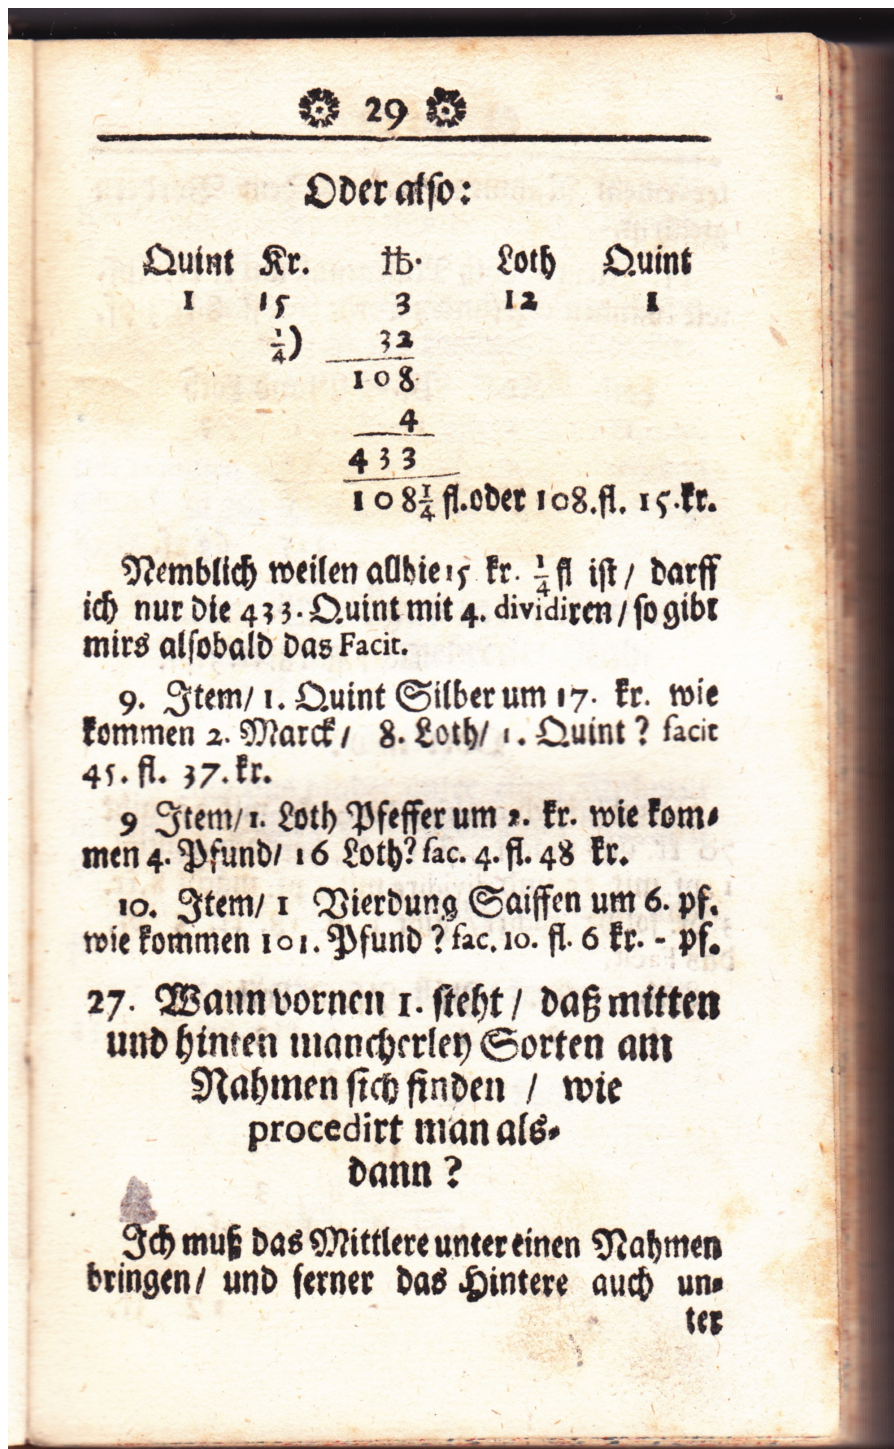 29
Oder also:
Quint Kr. ℔. Loth Quint
1 15 3 12 1
1/4) 32
108
4
433
108 1/4 fl. oder 108. fl. 15. kr.
Nemblich weilen allhie 15 kr. 1/4 fl ist / darff
ich nur die 433. Quint mit 4. dividiren / so gibt
mirs alsobald das Facit.
9. Item/ 1. Quint Silber um 17. kr. wie
kommen 2. Marck / 8. Loth/ 1. Quint ? facit
45. fl. 37. kr.
9 Item/ 1. Loth Pfeffer um 2. kr. wie kom-
men 4. Pfund/ 16 Loth? fac. 4. fl. 48 kr.
10. Item/ 1 Vierdung Saiffen um 6. pf.
wie kommen 101. Pfund ? fac. 10. fl. 6 kr. - pf.
27. Wann vornen 1. steht / daß mitten
und hinten mancherley Sorten am
Nahmen sich finden / wie
procedirt man als-
dann ?
Ich muß das Mittlere unter einen Nahmen
bringen / und ferner das Hintere auch un-
ter